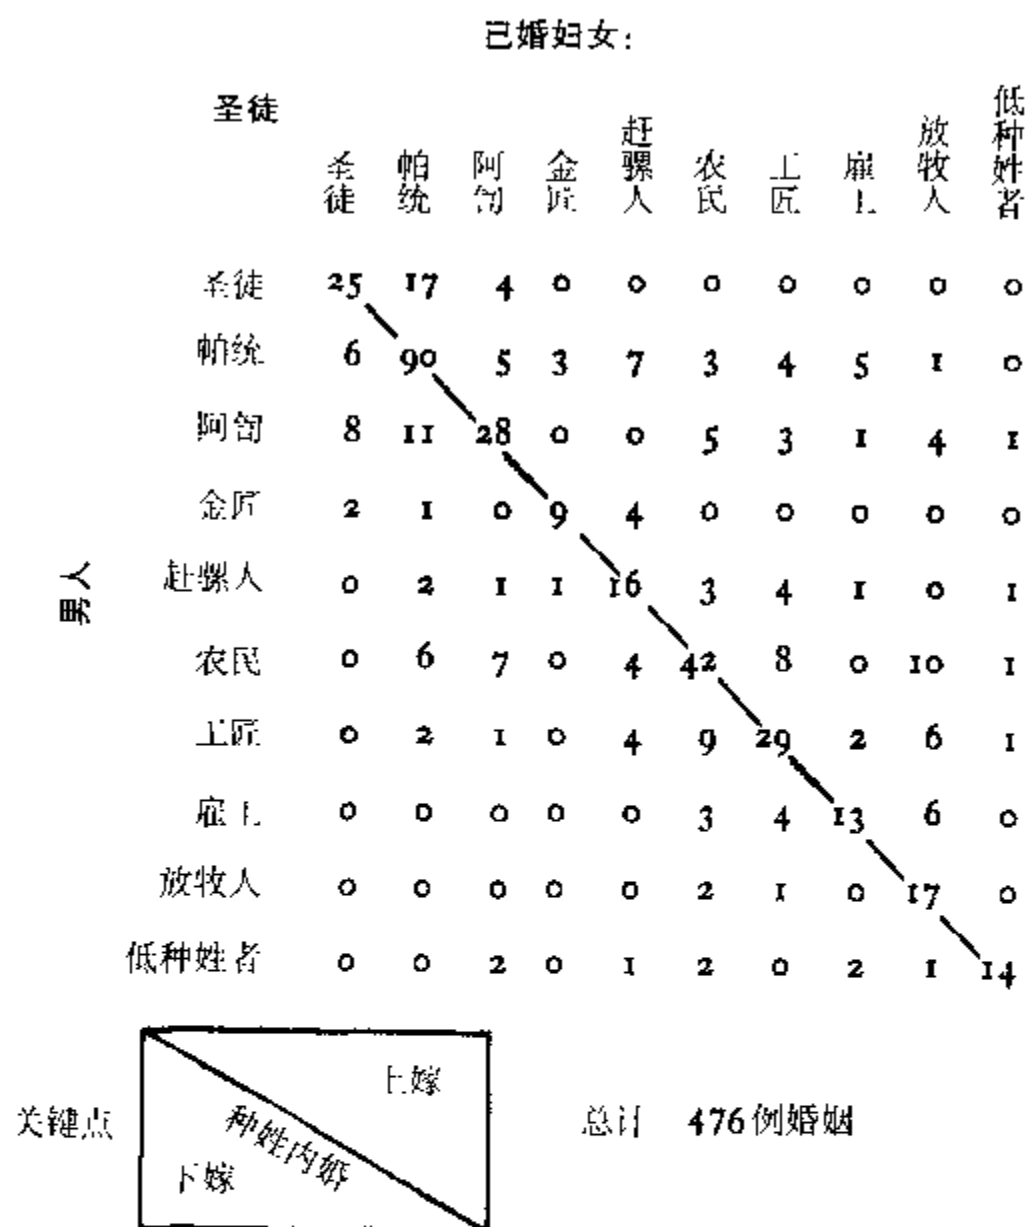 已婚妇女：
圣徒
圣徒 帕统 阿訇 金匠 赶骡人 农民 工匠 雇工 放牧人 低种姓者
男人
圣徒 25 17 4 0 0 0 0 0 0 0
帕统 6 90 5 3 7 3 4 5 1 0
阿訇 8 11 28 0 0 5 3 1 4 1
金匠 2 1 0 9 4 0 0 0 0 0
赶骡人 0 2 1 1 16 3 4 1 0 1
农民 0 6 7 0 4 42 8 0 10 1
工匠 0 2 1 0 4 9 29 2 6 1
雇工 0 0 0 0 0 3 4 13 6 0
放牧人 0 0 0 0 0 2 1 0 17 0
低种姓者 0 0 2 0 1 2 0 2 1 14
关键点
上嫁
种姓内婚
下嫁
总计 476例婚姻